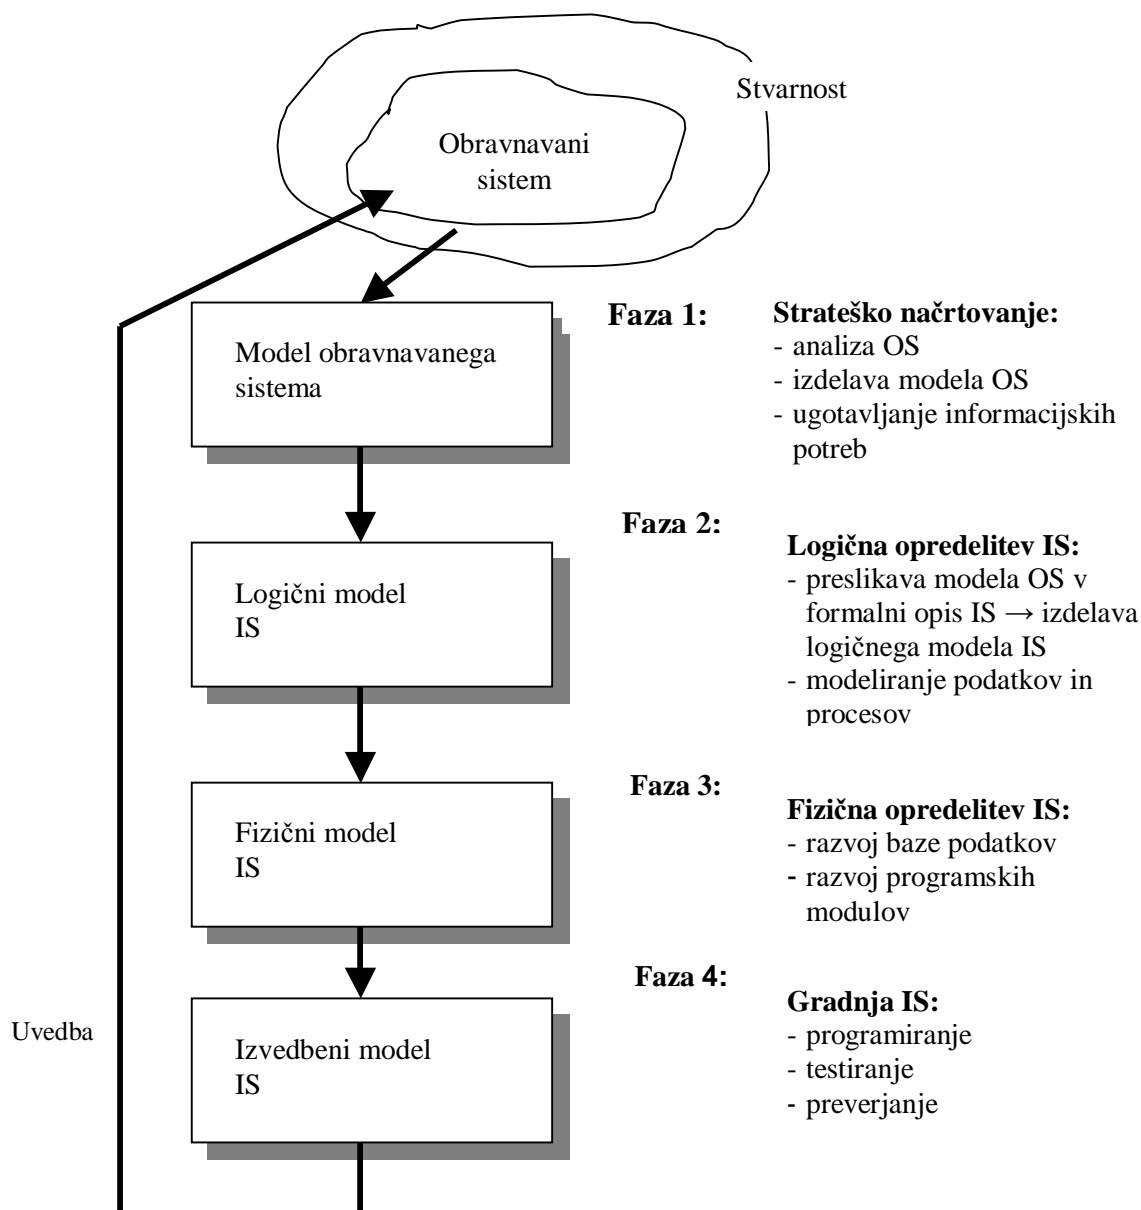 Stvarnost
Obravnavani
sistem
Faza 1:
Strateško načrtovanje:
- analiza OS
- izdelava modela OS
- ugotavljanje informacijskih
potreb
Model obravnavanega
sistema
Faza 2:
Logična opredelitev IS:
- preslikava modela OS v
formalni opis IS → izdelava
logičnega modela IS
- modeliranje podatkov in
procesov
Logični model
IS
Faza 3:
Fizična opredelitev IS:
- razvoj baze podatkov
- razvoj programskih
modulov
Fizični model
IS
Faza 4:
Gradnja IS:
- programiranje
- testiranje
- preverjanje
Izvedbeni model
IS
Uvedba